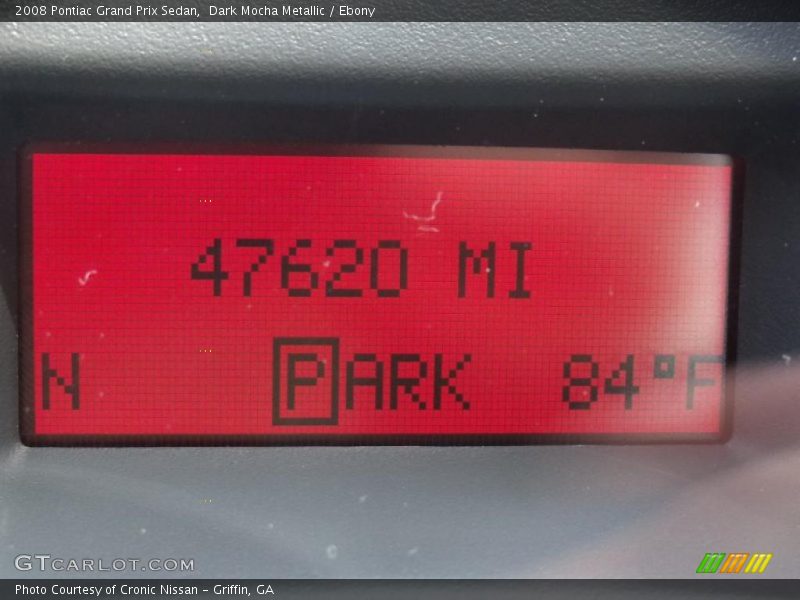 2008 Pontiac Grand Prix Sedan,  Dark Mocha Metallic / Ebony
47620 MI
N PARK 84°F
GTCARLOT.COM
Photo Courtesy of Cronic Nissan – Griffin, GA